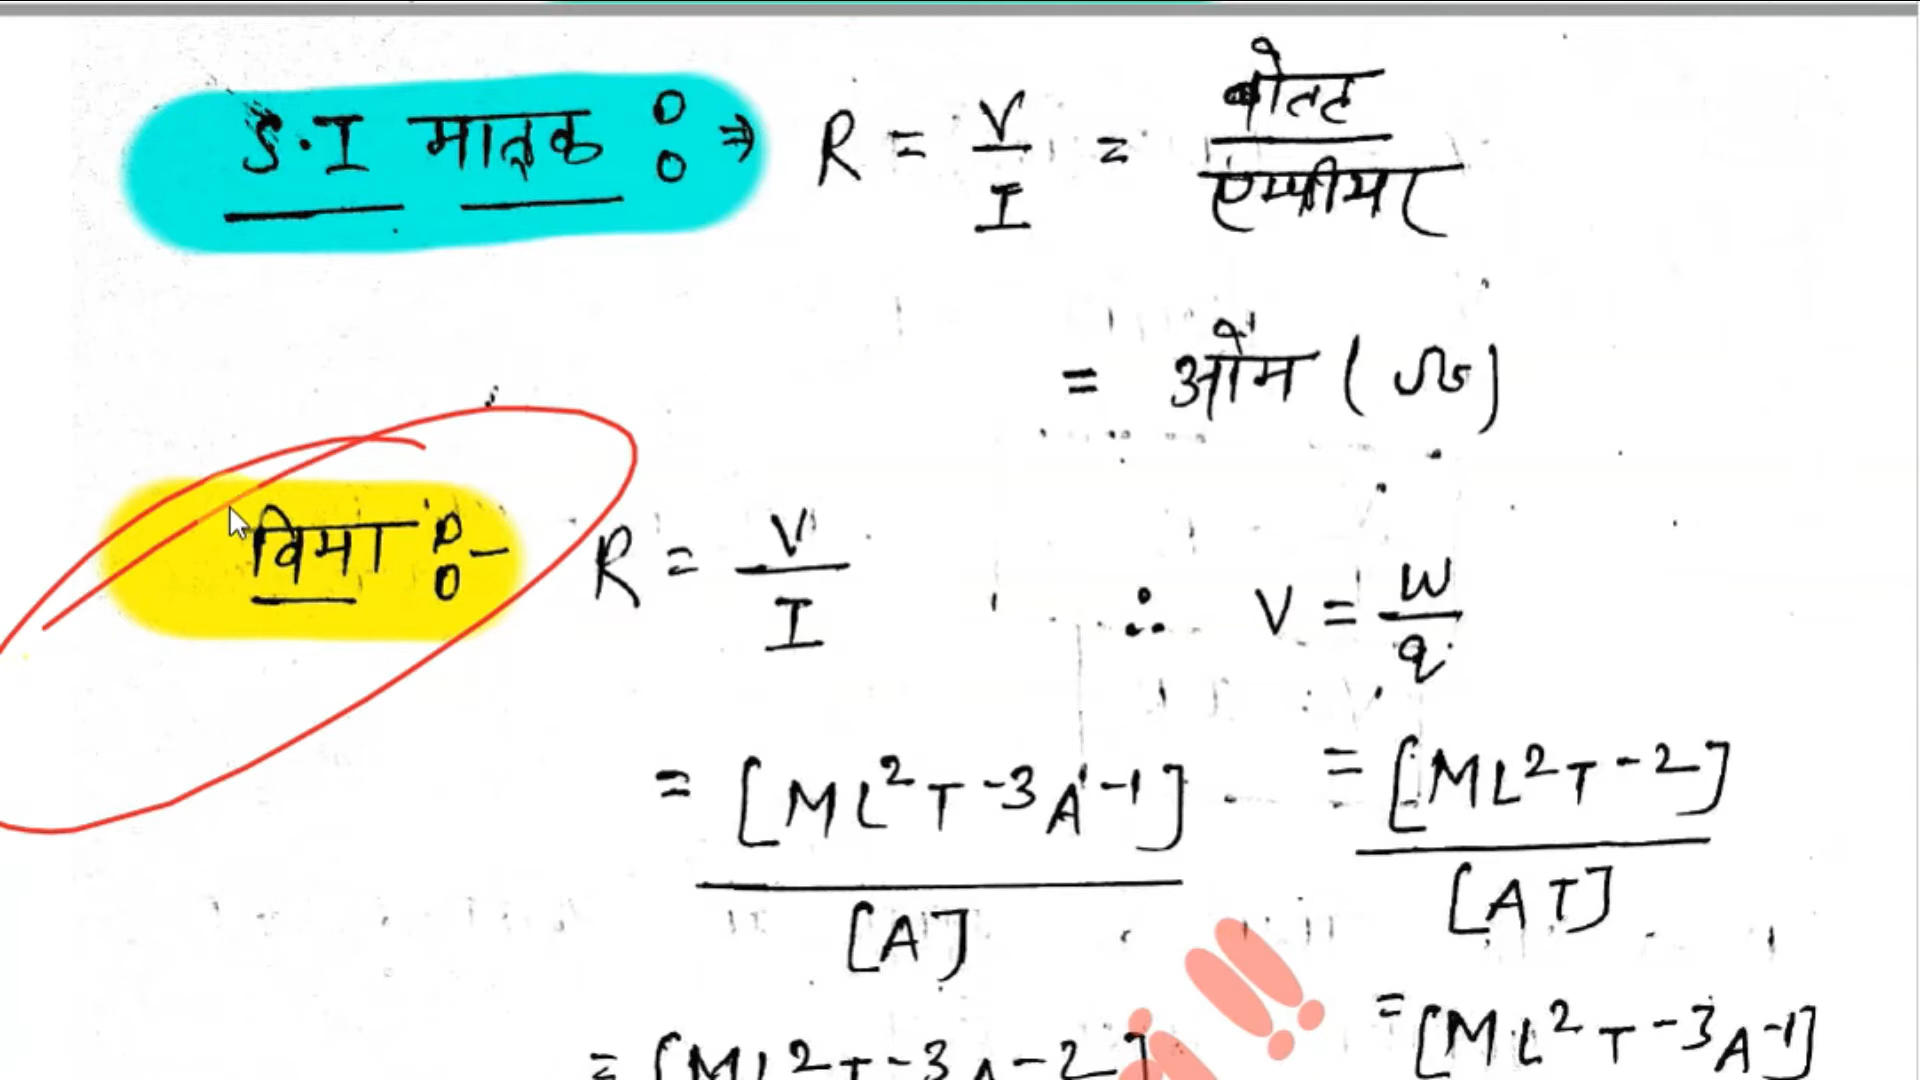 S.I मात्रक :⇒ R = V/I = वोल्ट/एम्पीयर
= ओम (Ω)
विमा :- R = V/I ∴ V = W/q
= [ML²T⁻³A⁻¹]/[A] = [ML²T⁻²]/[AT]
= [ML²T⁻³A⁻²] = [ML²T⁻³A⁻¹]